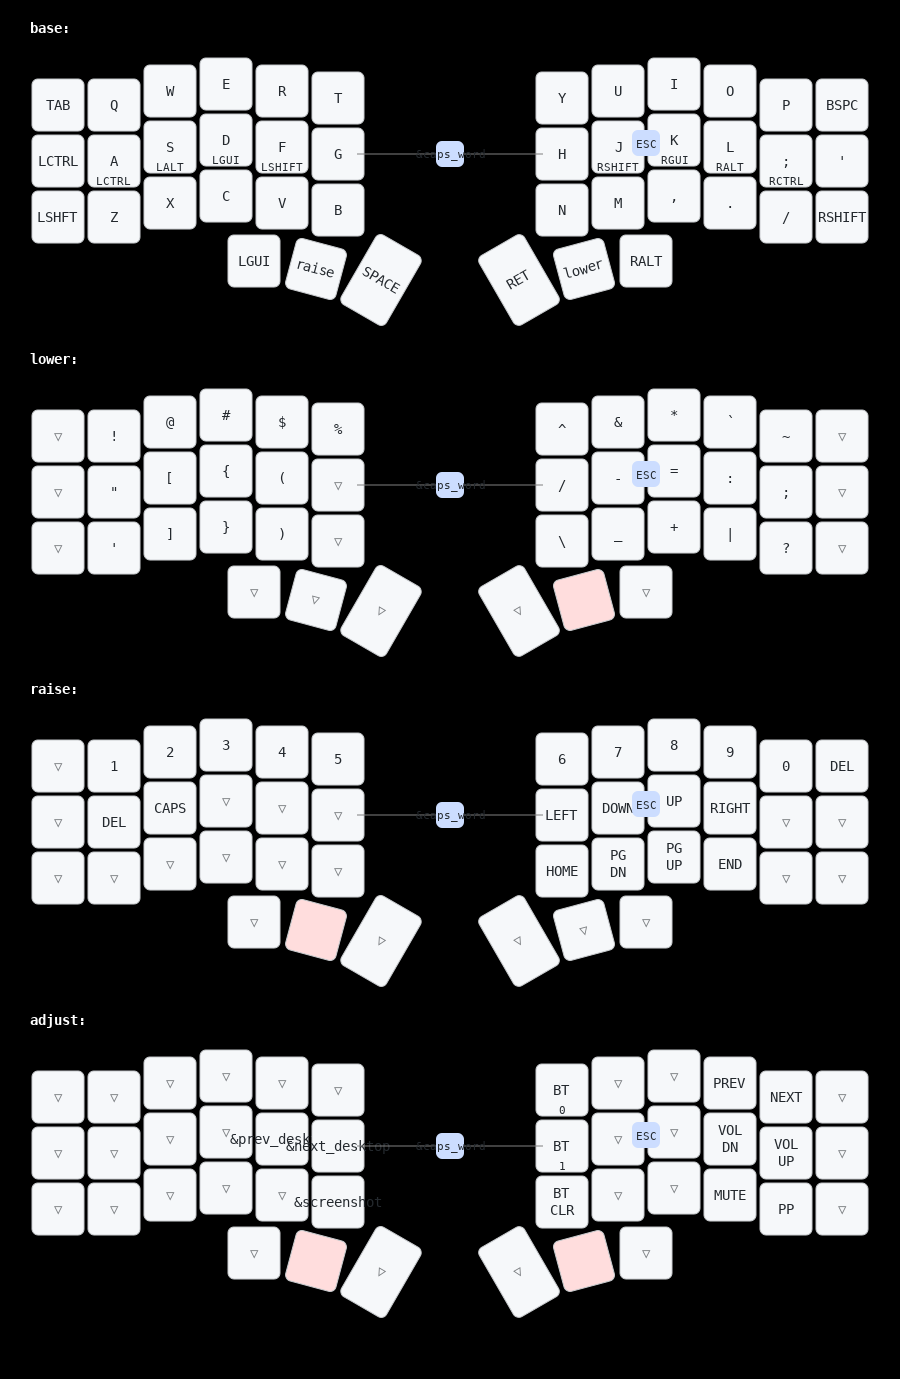 base:
TAB Q W E R T Y U I O P BSPC
LCTRL A LCTRL S LALT D LGUI F LSHIFT G &caps_word H J RSHIFT ESC K RGUI L RALT ; RCTRL '
LSHFT Z X C V B N M , . / RSHIFT
LGUI raise SPACE RET lower RALT
lower:
▽ ! @ # $ % ^ & * ` ~ ▽
▽ " [ { ( ▽ &caps_word / - ESC = : ; ▽
▽ ' ] } ) ▽ \ _ + | ? ▽
▽ ▽ ▽ ▽ ▽
raise:
▽ 1 2 3 4 5 6 7 8 9 0 DEL
▽ DEL CAPS ▽ ▽ ▽ &caps_word LEFT DOWN ESC UP RIGHT ▽ ▽
▽ ▽ ▽ ▽ ▽ ▽ HOME PG DN PG UP END ▽ ▽
▽ ▽ ▽ ▽ ▽
adjust:
▽ ▽ ▽ ▽ ▽ ▽ BT 0 ▽ ▽ PREV NEXT ▽
▽ ▽ ▽ ▽ &prev_desk &next_desktop &caps_word BT 1 ▽ ESC ▽ VOL DN VOL UP ▽
▽ ▽ ▽ ▽ ▽ &screenshot BT CLR ▽ ▽ MUTE PP ▽
▽ ▽ ▽ ▽